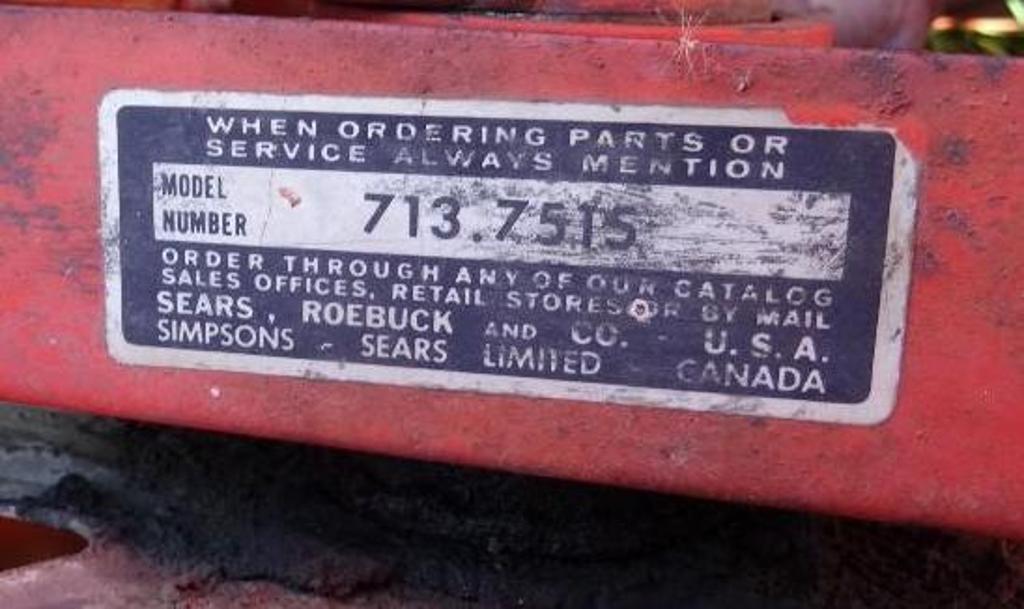 WHEN ORDERING PARTS OR
SERVICE ALWAYS MENTION
MODEL
NUMBER 713.7515
ORDER THROUGH ANY OF OUR CATALOG
SALES OFFICES, RETAIL STORES OR BY MAIL
SEARS, ROEBUCK AND CO. - U.S.A.
SIMPSONS - SEARS LIMITED - CANADA